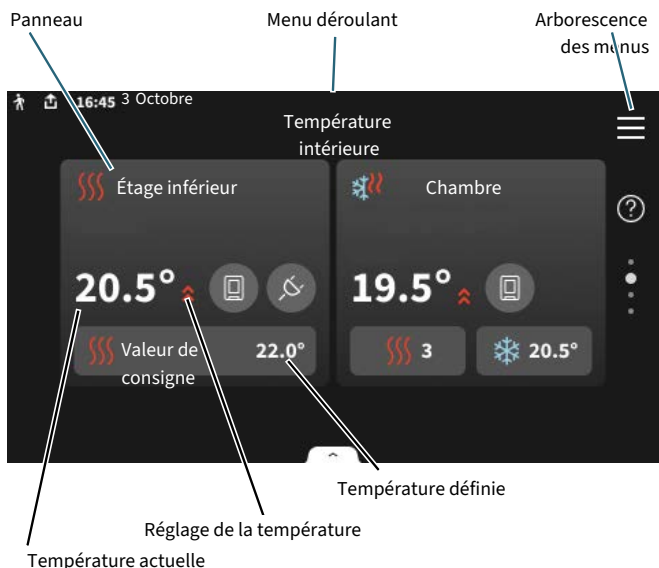 Panneau
Menu déroulant
Arborescence
des menus
16:45 3 Octobre
Température
intérieure
Étage inférieur
Chambre
?
20.5°
19.5°
Valeur de
consigne
22.0°
3
20.5°
Température définie
Réglage de la température
Température actuelle